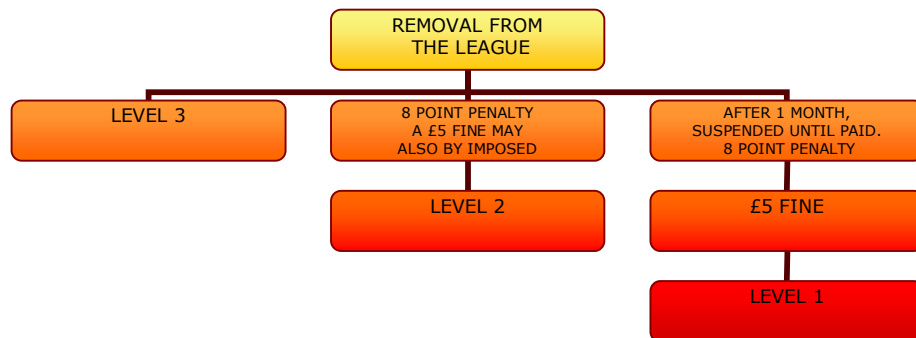 REMOVAL FROM
THE LEAGUE
LEVEL 3
8 POINT PENALTY
A £5 FINE MAY
ALSO BY IMPOSED
AFTER 1 MONTH,
SUSPENDED UNTIL PAID.
8 POINT PENALTY
LEVEL 2
£5 FINE
LEVEL 1